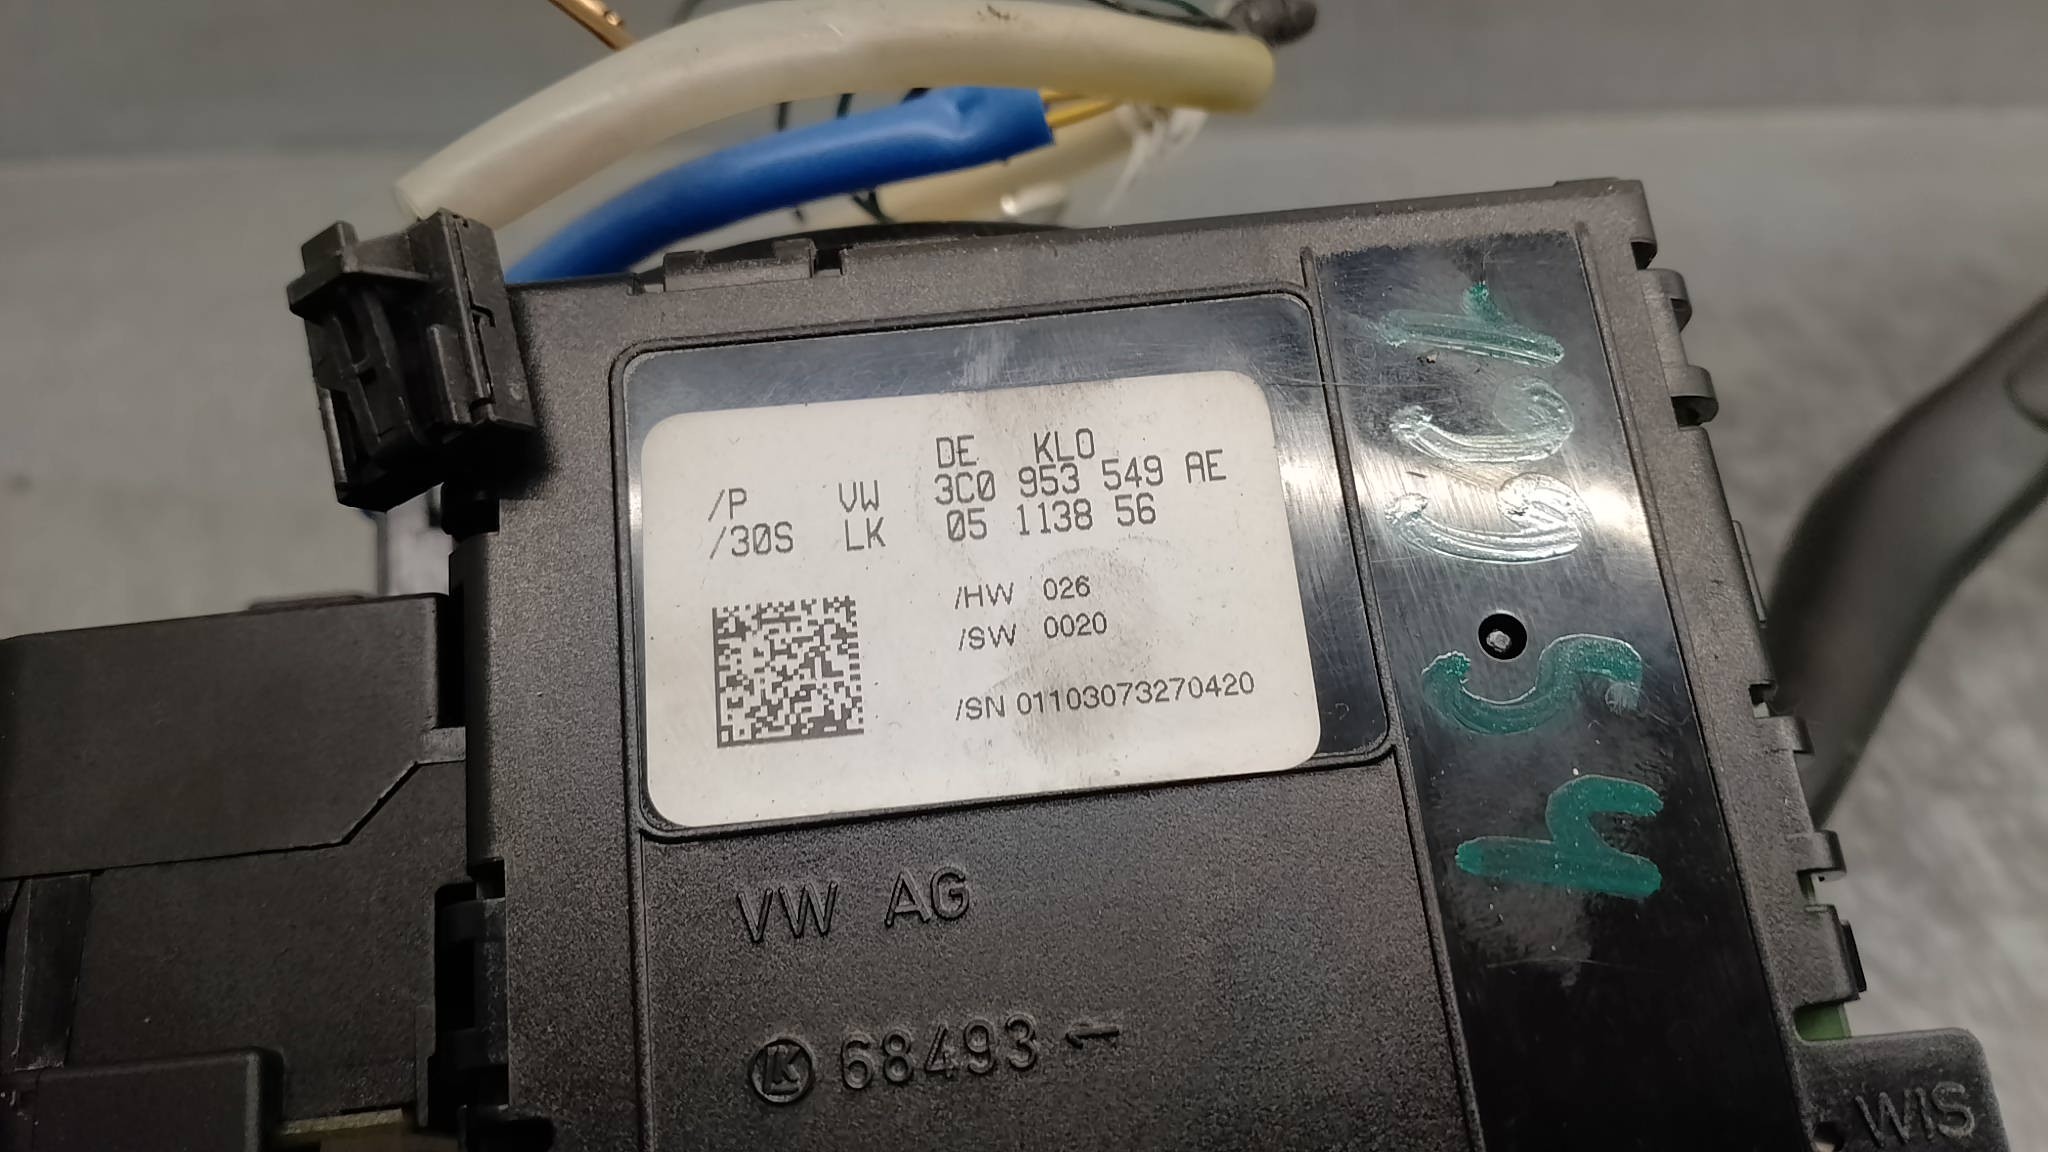 DE KLO
/P VW 3C0 953 549 AE
/30S LK 05 1138 56
/HW 026
/SW 0020
/SN 01103073270420
VW AG
LK 68493
WIS